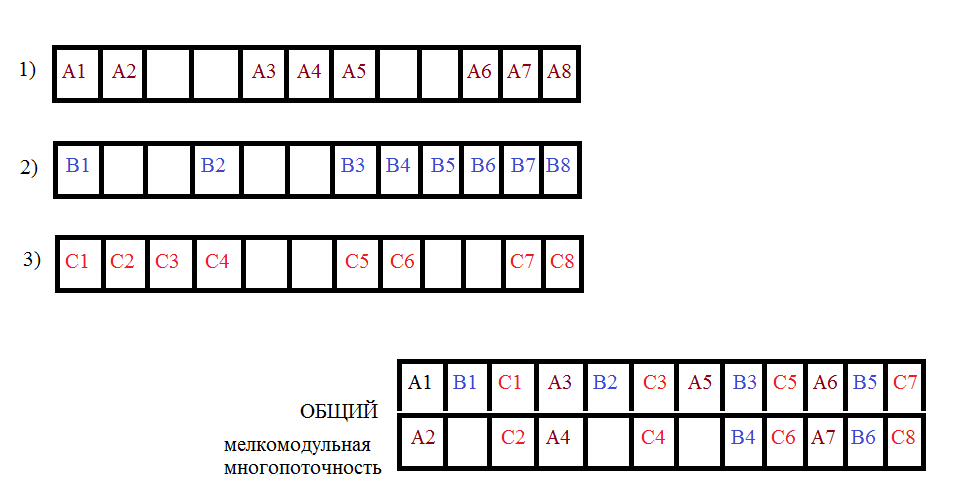 1) A1 A2 A3 A4 A5 A6 A7 A8
2) B1 B2 B3 B4 B5 B6 B7 B8
3) C1 C2 C3 C4 C5 C6 C7 C8
A1 B1 C1 A3 B2 C3 A5 B3 C5 A6 B5 C7
ОБЩИЙ
A2 C2 A4 C4 B4 C6 A7 B6 C8
мелкомодульная
многопоточность